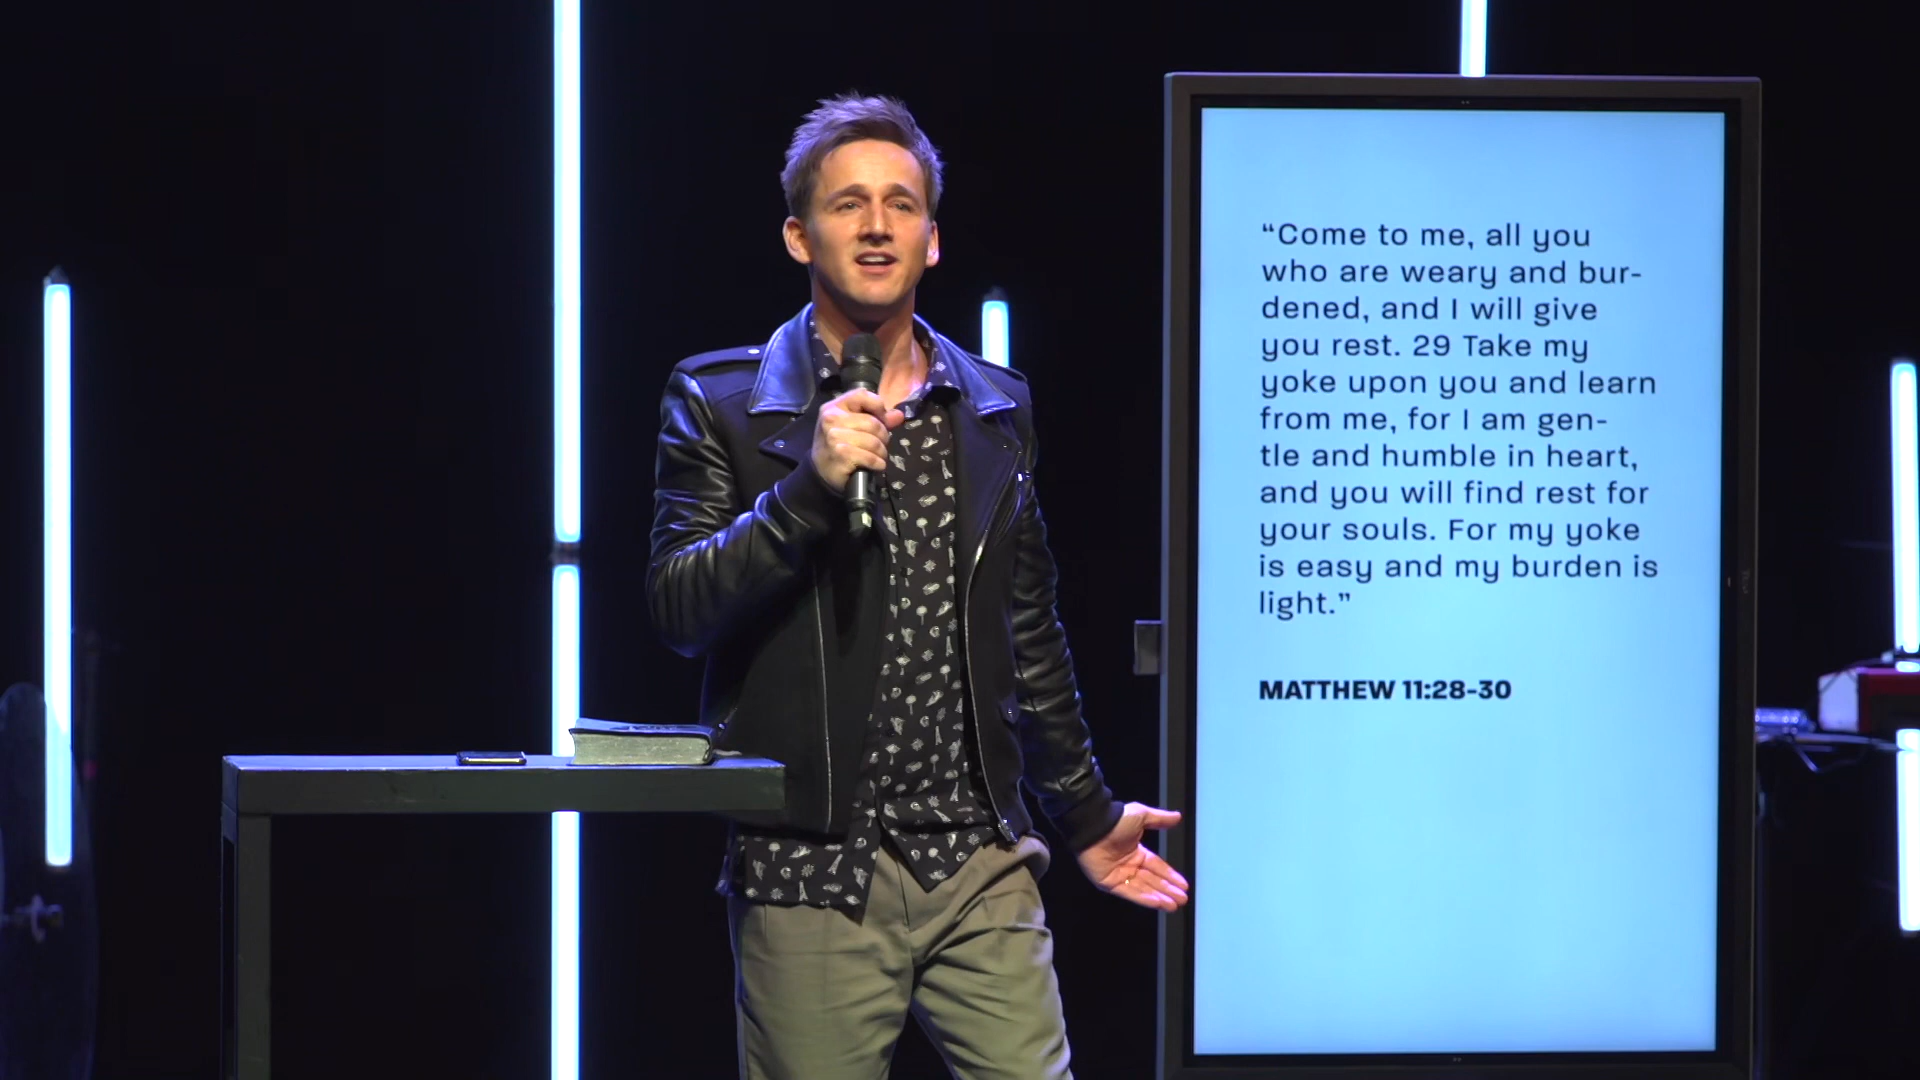 “Come to me, all you
who are weary and bur-
dened, and I will give
you rest. 29 Take my
yoke upon you and learn
from me, for I am gen-
tle and humble in heart,
and you will find rest for
your souls. For my yoke
is easy and my burden is
light.”
MATTHEW 11:28-30